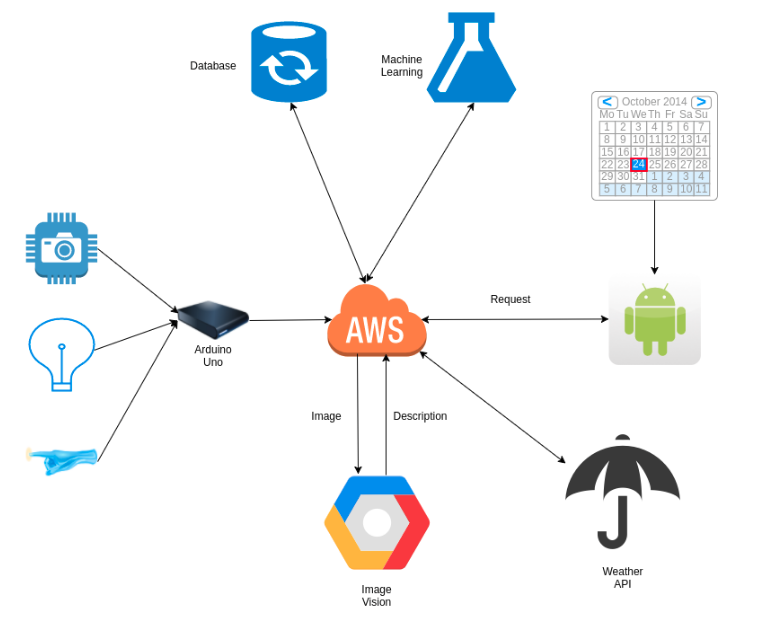 Database
Machine
Learning
< October 2014 >
Mo Tu We Th Fr Sa Su
1 2 3 4 5 6 7
8 9 10 11 12 13 14
15 16 17 18 19 20 21
22 23 24 25 26 27 28
29 30 31 1 2 3 4
5 6 7 8 9 10 11
Request
AWS
Arduino
Uno
Image
Description
Image
Vision
Weather
API